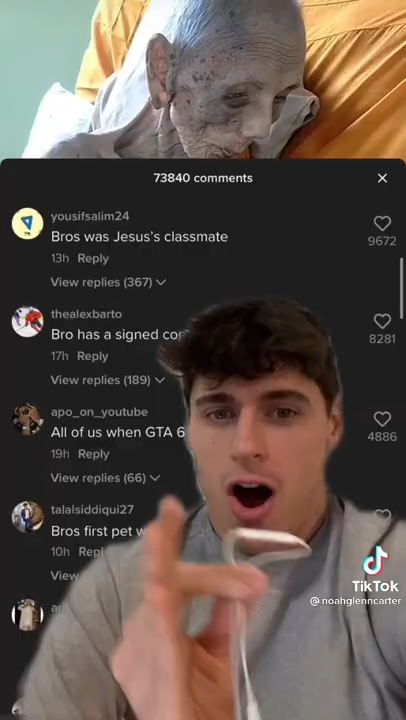 73840 comments
yousifsalim24
Bros was Jesus's classmate
9672
13h Reply
View replies (367)
thealexbarto
Bro has a signed
8281
17h Reply
View replies (189)
apo_on_youtube
All of us when GTA 6
4886
19h Reply
View replies (66)
talalsiddiqui27
Bros first pet
10h
View
TikTok
@noahglenncarter